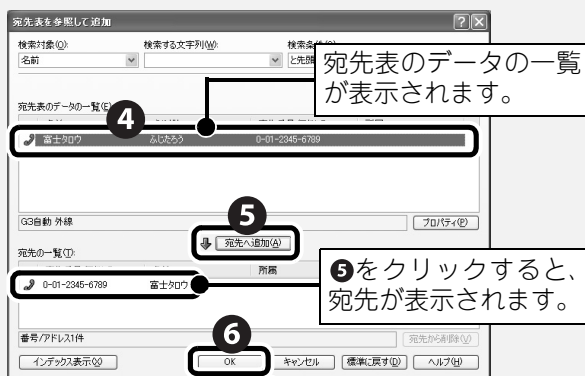 宛先表を参照して追加
検索対象(O):
検索する文字列(W):
名前
宛先表のデータの一覧
が表示されます。
宛先表のデータの一覧(E)
4
富士タロウ ふじたろう 0-01-2345-6789
G3自動 外線
プロパティ(P)
5
宛先へ追加(A)
宛先の一覧(T):
所属
❺をクリックすると、
宛先が表示されます。
0-01-2345-6789 富士タロウ
番号/アドレス1件
宛先から削除(V)
6
インデックス表示(X)
OK
キャンセル
標準に戻す(D)
ヘルプ(H)